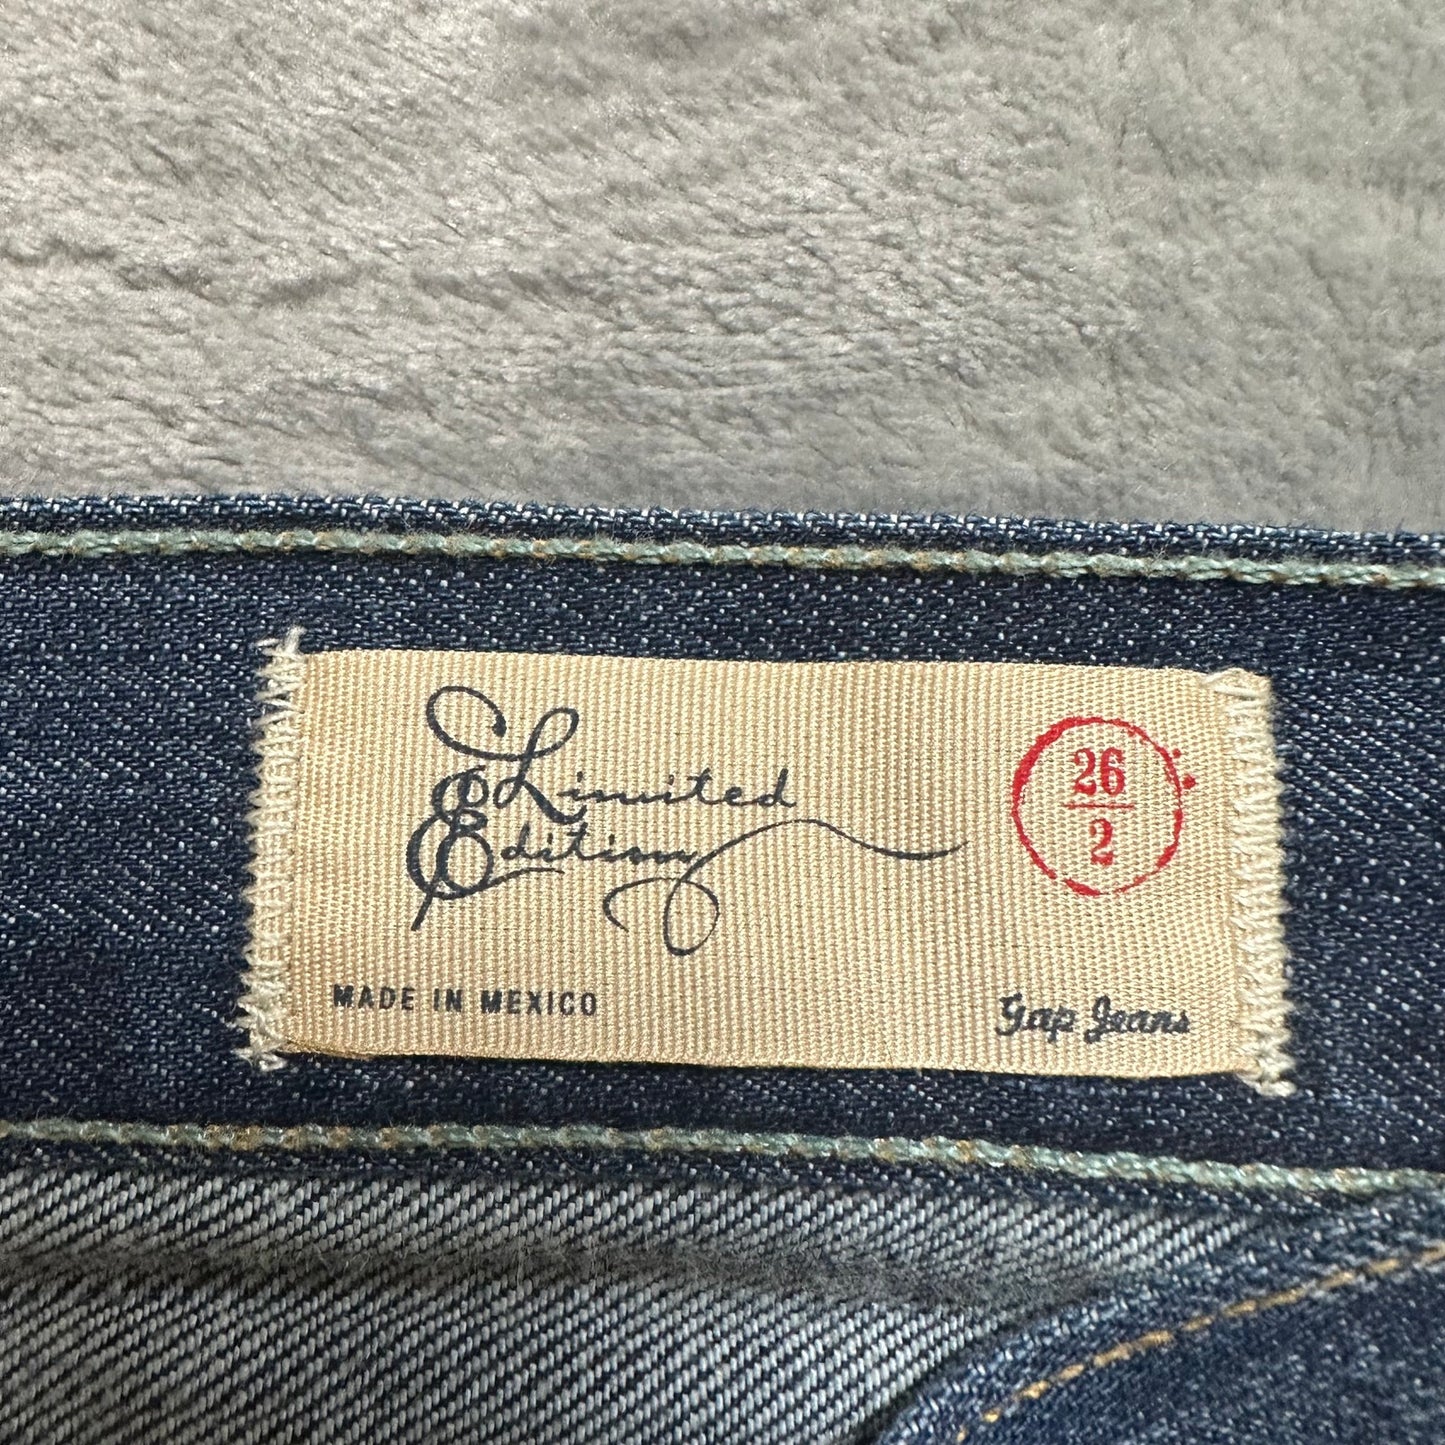 Limited
Edition
26
2
MADE IN MEXICO
Gap Jeans